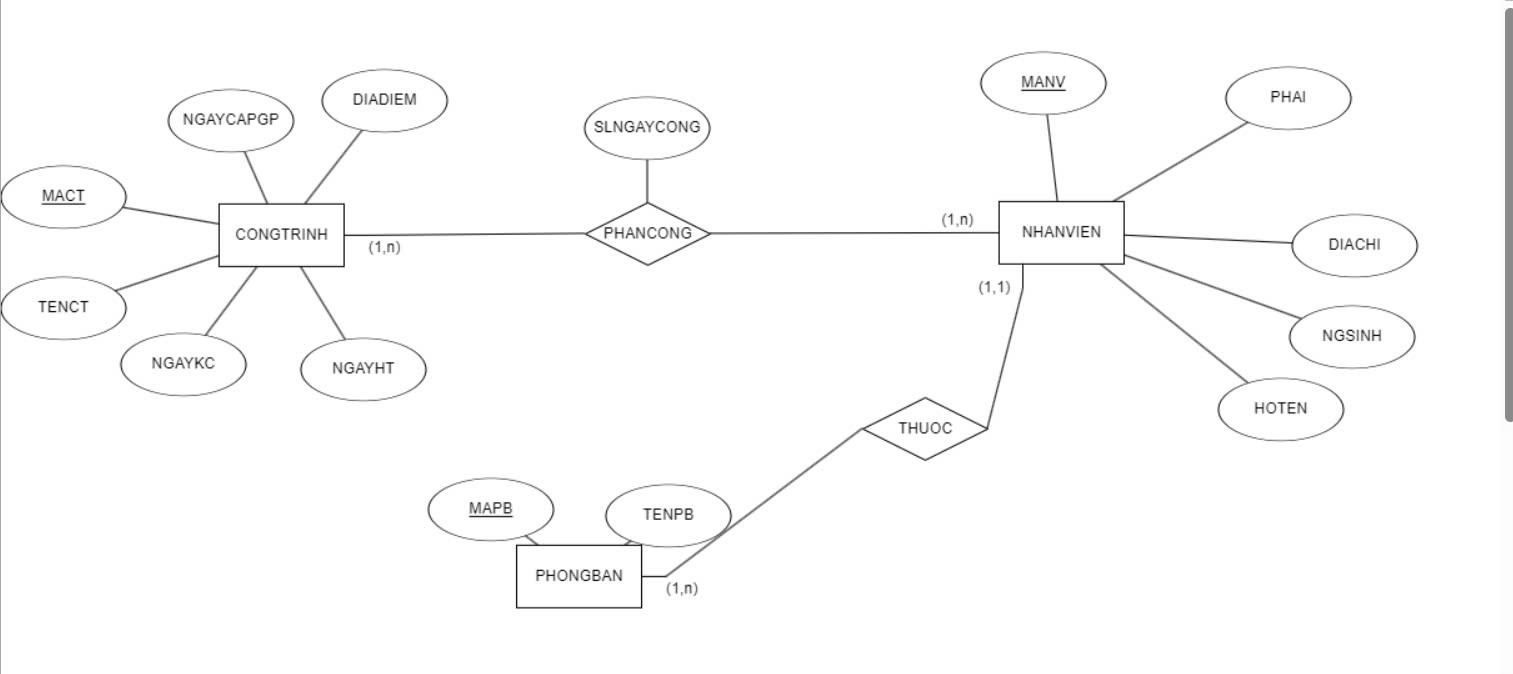 MANV
PHAI
DIADIEM
NGAYCAPGP
SLNGAYCONG
MACT
(1,n)
CONGTRINH
PHANCONG
NHANVIEN
(1,n)
DIACHI
(1,1)
TENCT
NGSINH
NGAYKC
NGAYHT
HOTEN
THUOC
MAPB
TENPB
PHONGBAN
(1,n)